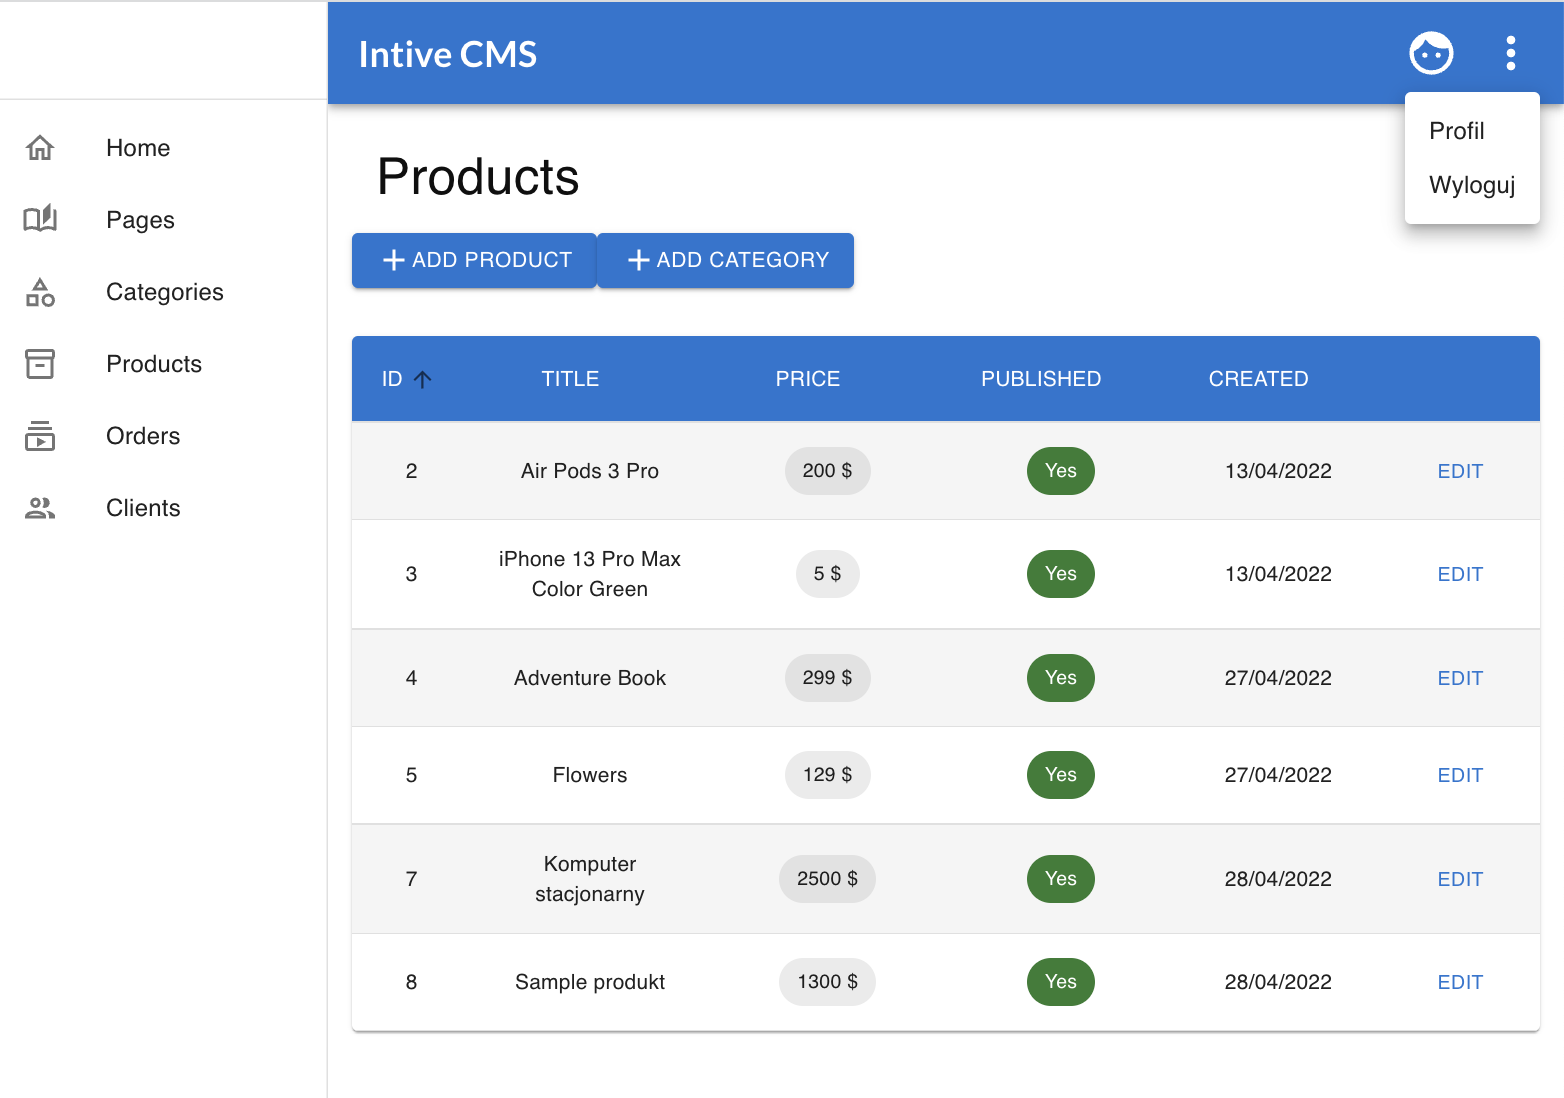 Intive CMS
Profil
Wyloguj
Home
Pages
Categories
Products
Orders
Clients
Products
ADD PRODUCT
ADD CATEGORY
ID TITLE PRICE PUBLISHED CREATED
2 Air Pods 3 Pro 200 $ Yes 13/04/2022 EDIT
3 iPhone 13 Pro Max
Color Green 5 $ Yes 13/04/2022 EDIT
4 Adventure Book 299 $ Yes 27/04/2022 EDIT
5 Flowers 129 $ Yes 27/04/2022 EDIT
7 Komputer
stacjonarny 2500 $ Yes 28/04/2022 EDIT
8 Sample produkt 1300 $ Yes 28/04/2022 EDIT